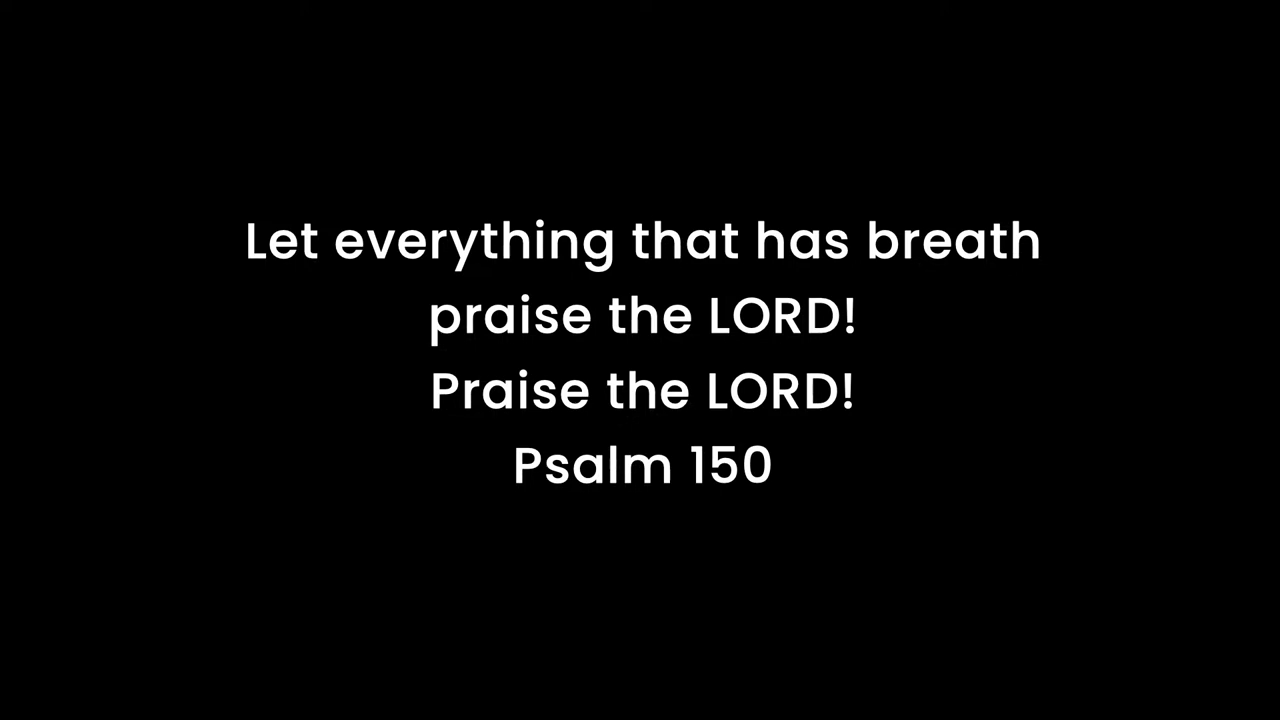 Let everything that has breath
praise the LORD!
Praise the LORD!
Psalm 150